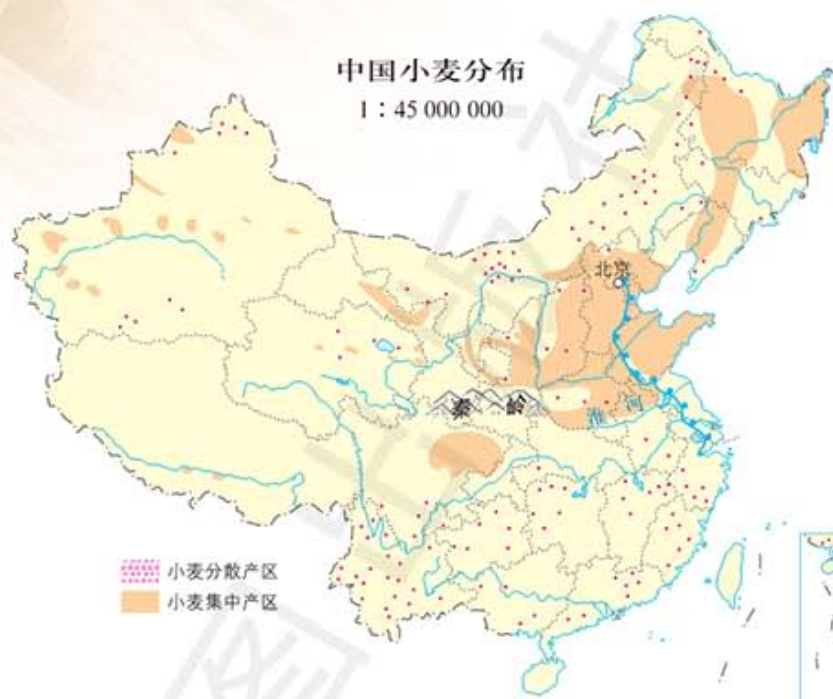 中国小麦分布
1：45 000 000
北京
秦岭
淮河
小麦分散产区
小麦集中产区